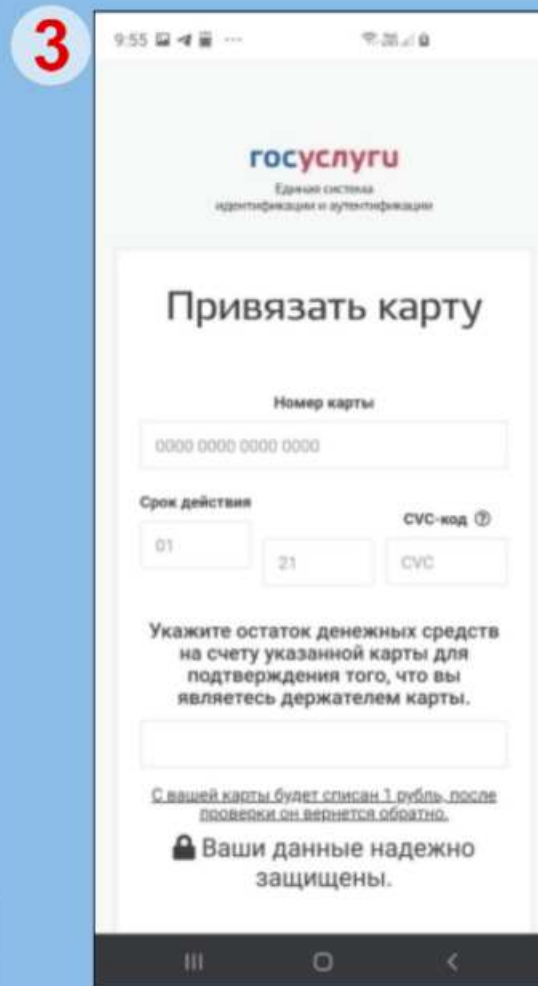 3
9:55
госуслуги
Единая система
идентификации и аутентификации
Привязать карту
Номер карты
0000 0000 0000 0000
Срок действия
CVC-код ?
01
21
CVC
Укажите остаток денежных средств
на счету указанной карты для
подтверждения того, что вы
являетесь держателем карты.
С вашей карты будет списан 1 рубль, после
проверки он вернется обратно.
Ваши данные надежно
защищены.